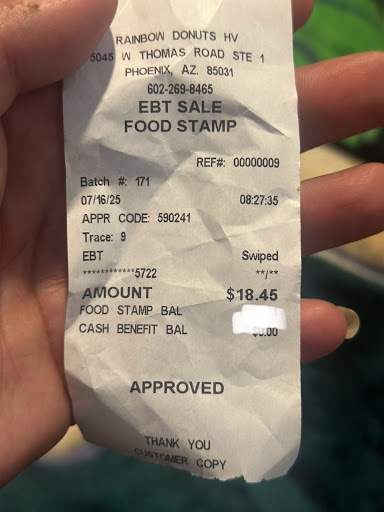 RAINBOW DONUTS HV
5045 W THOMAS ROAD STE 1
PHOENIX, AZ. 85031
602-269-8465
EBT SALE
FOOD STAMP
REF#: 00000009
Batch #: 171
07/16/25 08:27:35
APPR CODE: 590241
Trace: 9
EBT Swiped
************5722 **/**
AMOUNT $18.45
FOOD STAMP BAL
CASH BENEFIT BAL $0.00
APPROVED
THANK YOU
CUSTOMER COPY